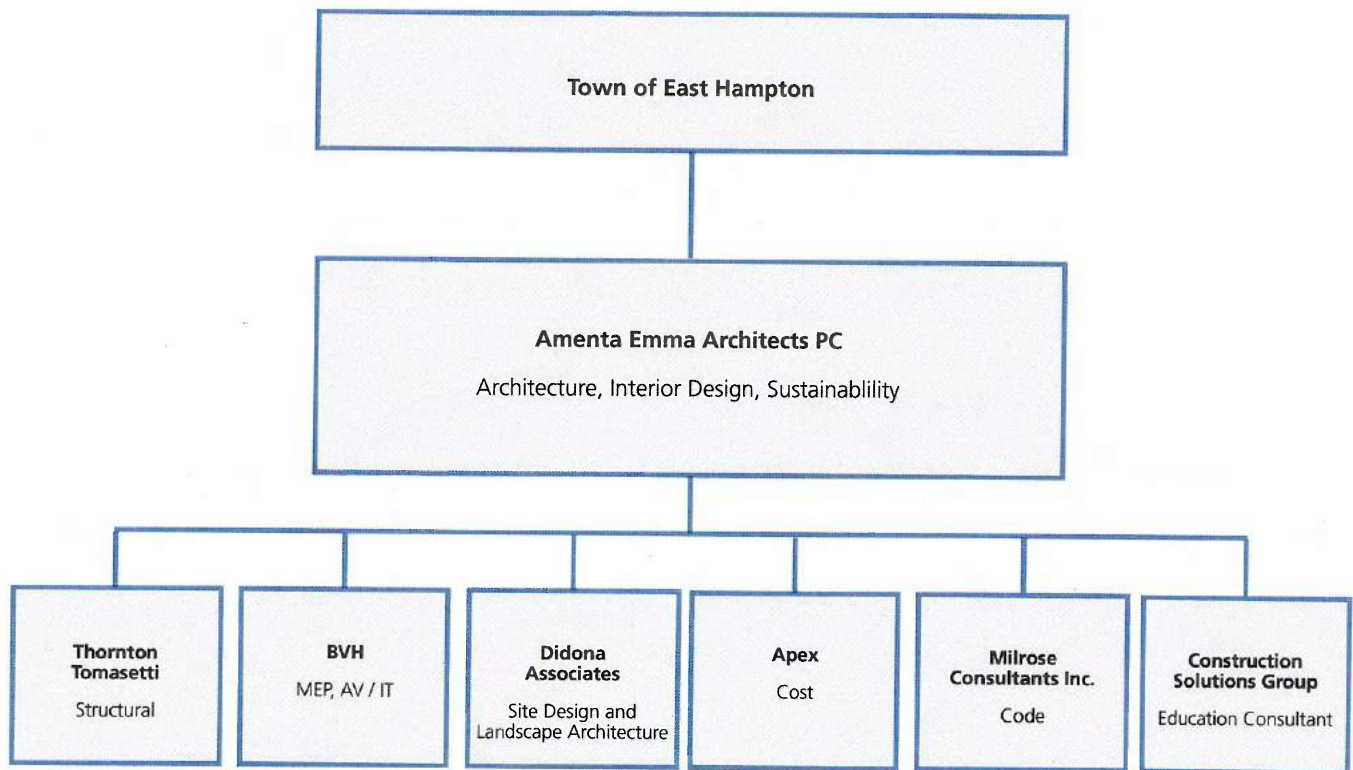 Town of East Hampton
Amenta Emma Architects PC
Architecture, Interior Design, Sustainablility
Thornton
Tomasetti
Structural
BVH
MEP, AV / IT
Didona
Associates
Site Design and
Landscape Architecture
Apex
Cost
Milrose
Consultants Inc.
Code
Construction
Solutions Group
Education Consultant